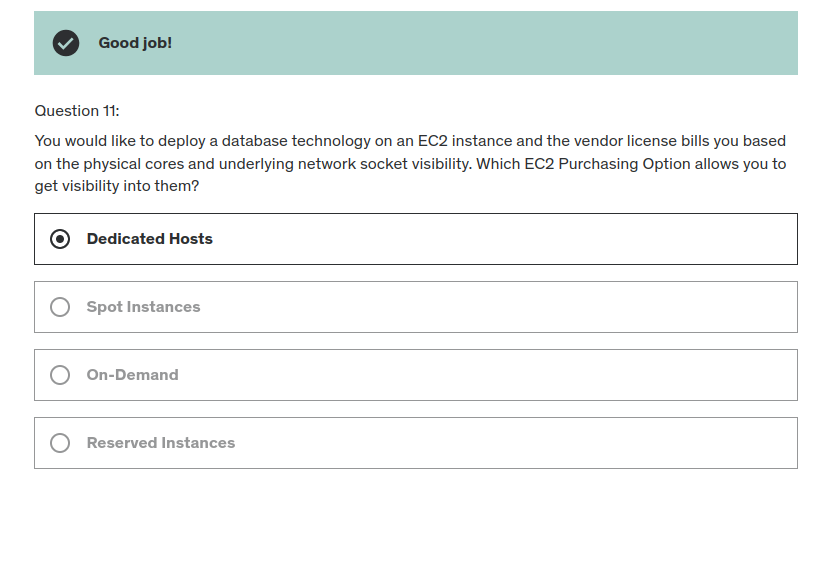 Good job!
Question 11:
You would like to deploy a database technology on an EC2 instance and the vendor license bills you based
on the physical cores and underlying network socket visibility. Which EC2 Purchasing Option allows you to
get visibility into them?
Dedicated Hosts
Spot Instances
On-Demand
Reserved Instances